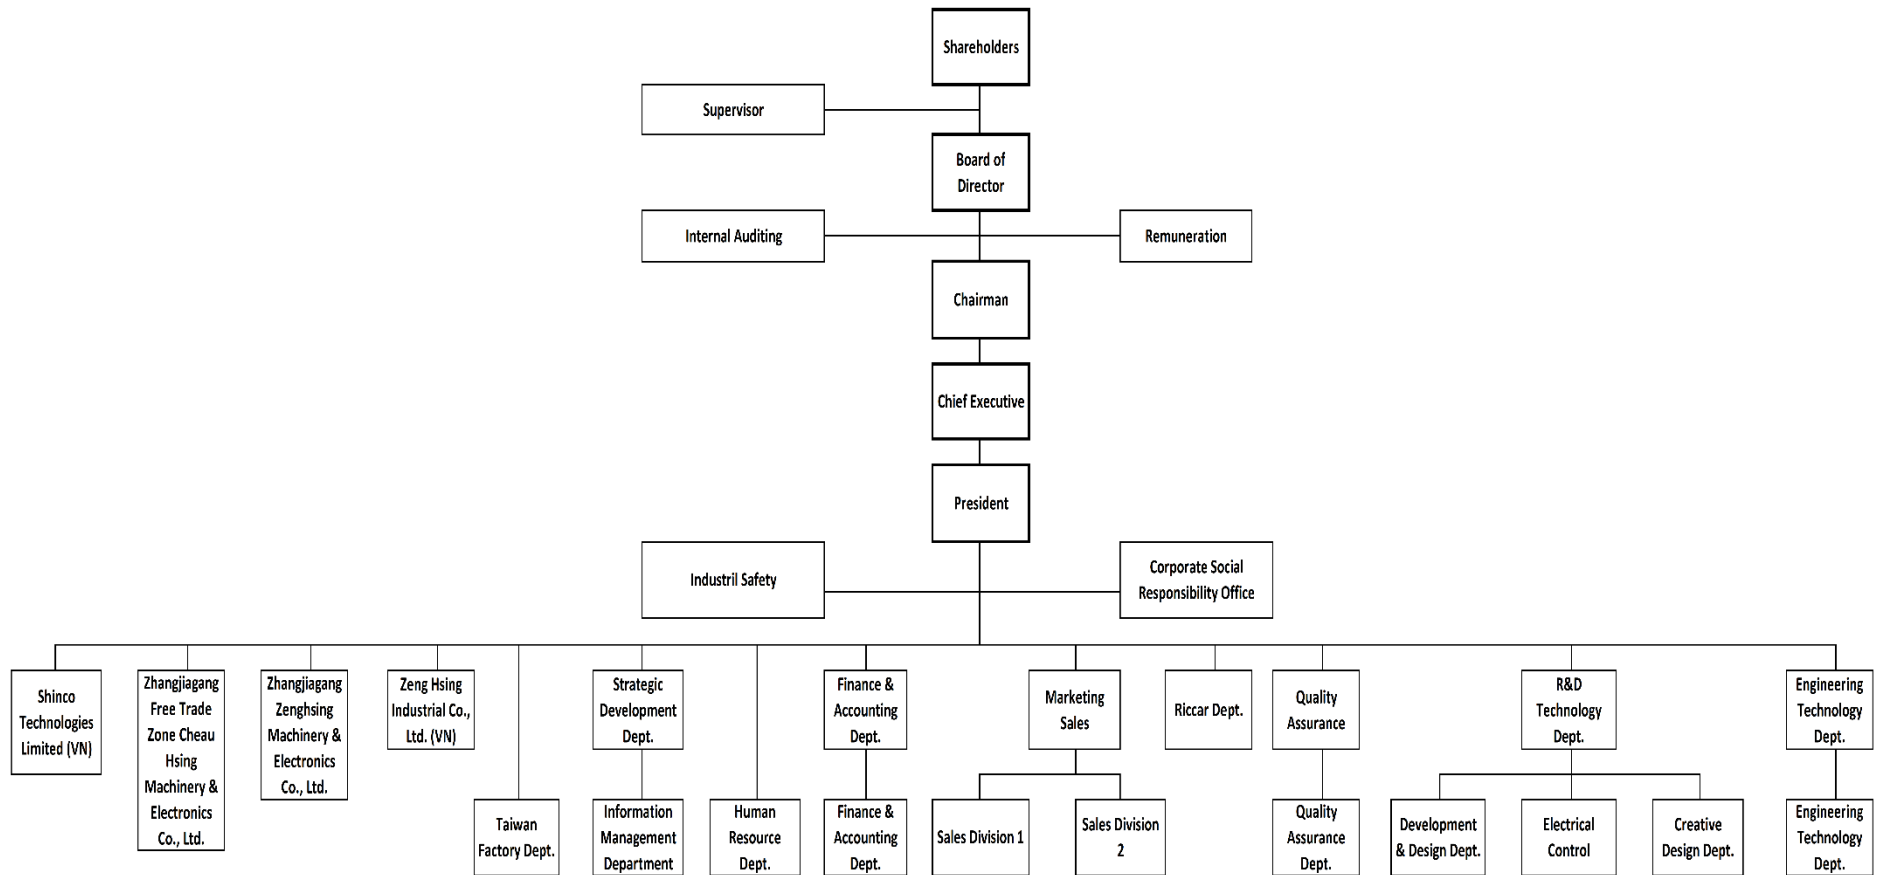 Shareholders
Supervisor
Board of
Director
Internal Auditing
Remuneration
Chairman
Chief Executive
President
Industril Safety
Corporate Social
Responsibility Office
Shinco
Technologies
Limited (VN)
Zhangjiagang
Free Trade
Zone Cheau
Hsing
Machinery &
Electronics
Co., Ltd.
Zhangjiagang
Zenghsing
Machinery &
Electronics
Co., Ltd.
Zeng Hsing
Industrial Co.,
Ltd. (VN)
Strategic
Development
Dept.
Finance &
Accounting
Dept.
Marketing
Sales
Riccar Dept.
Quality
Assurance
R&D
Technology
Dept.
Engineering
Technology
Dept.
Taiwan
Factory Dept.
Information
Management
Department
Human
Resource
Dept.
Finance &
Accounting
Dept.
Sales Division 1
Sales Division
2
Quality
Assurance
Dept.
Development
& Design Dept.
Electrical
Control
Creative
Design Dept.
Engineering
Technology
Dept.